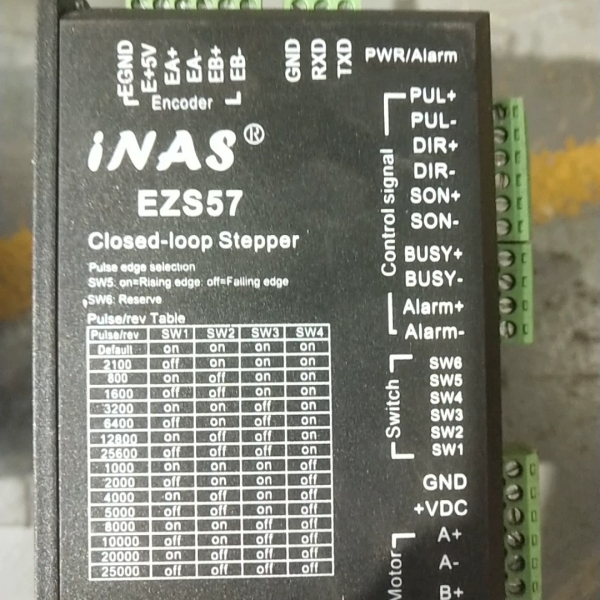 EGND E+5V EA+ EA- EB+ EB-
Encoder
GND RXD TXD
PWR/Alarm
iNAS®
EZS57
Closed-loop Stepper
Pulse edge selection
SW5: on=Rising edge; off=Falling edge
SW6: Reserve
Pulse/rev Table
Pulse/rev SW1 SW2 SW3 SW4
Default on on on on
2100 off on on on
800 on off on on
1600 off off on on
3200 on on off on
6400 off on off on
12800 on off off on
25600 off off off on
1000 on on on off
2000 off on on off
4000 on off on off
5000 off off on off
8000 on on off off
10000 off on off off
20000 on off off off
25000 off off off off
Control signal
PUL+
PUL-
DIR+
DIR-
SON+
SON-
BUSY+
BUSY-
Alarm+
Alarm-
Switch
SW6
SW5
SW4
SW3
SW2
SW1
GND
+VDC
Motor
A+
A-
B+